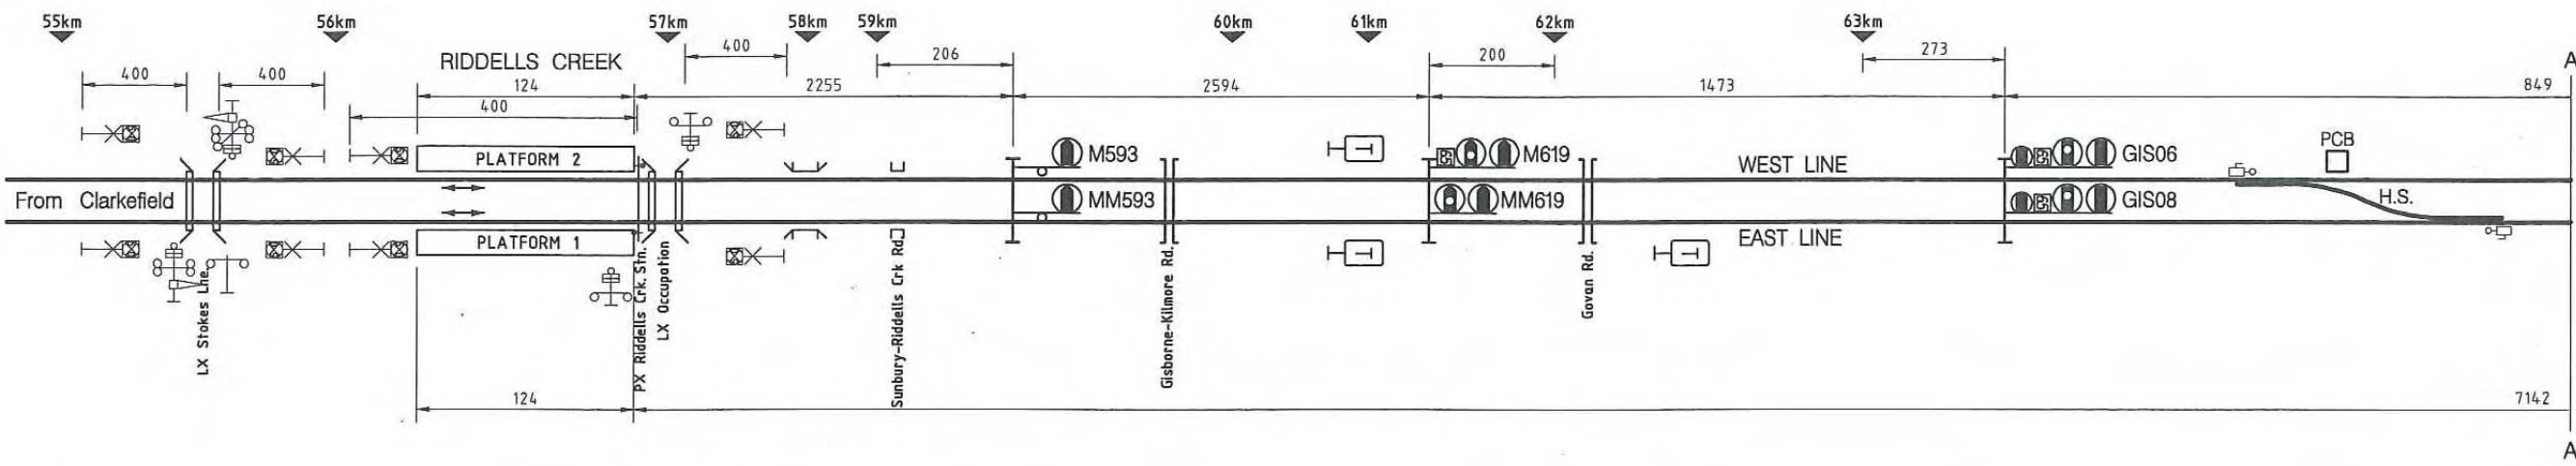 55km 56km 57km 58km 59km 60km 61km 62km 63km
400 206 200 273
400 400 RIDDELLS CREEK
124 2255 2594 1473 849 A
400
PLATFORM 2 M593 65 M619 WEST LINE 65 GIS06 PCB
From Clarkefield MM593 MM619 65 GIS08 H.S.
PLATFORM 1 EAST LINE
LX Stokes Lne.
PX Riddells Crk. Stn.
LX Occupation
Sunbury-Riddells Crk Rd.
Gisborne-Kilmore Rd.
Govan Rd.
124 7142
A